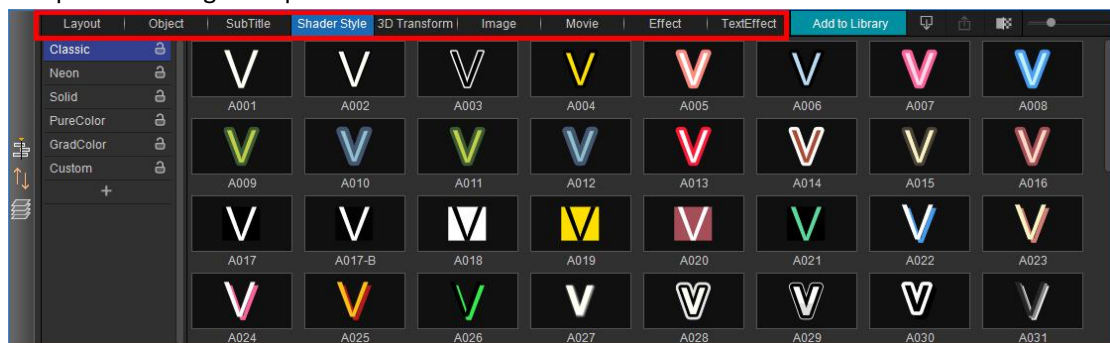 Layout Object SubTitle Shader Style 3D Transform Image Movie Effect TextEffect Add to Library
Classic
Neon
Solid
PureColor
GradColor
Custom
+
V V V V V V V V
A001 A002 A003 A004 A005 A006 A007 A008
V V V V V V V V
A009 A010 A011 A012 A013 A014 A015 A016
V V V V V V V V
A017 A017-B A018 A019 A020 A021 A022 A023
V V V V V V V V
A024 A025 A026 A027 A028 A029 A030 A031